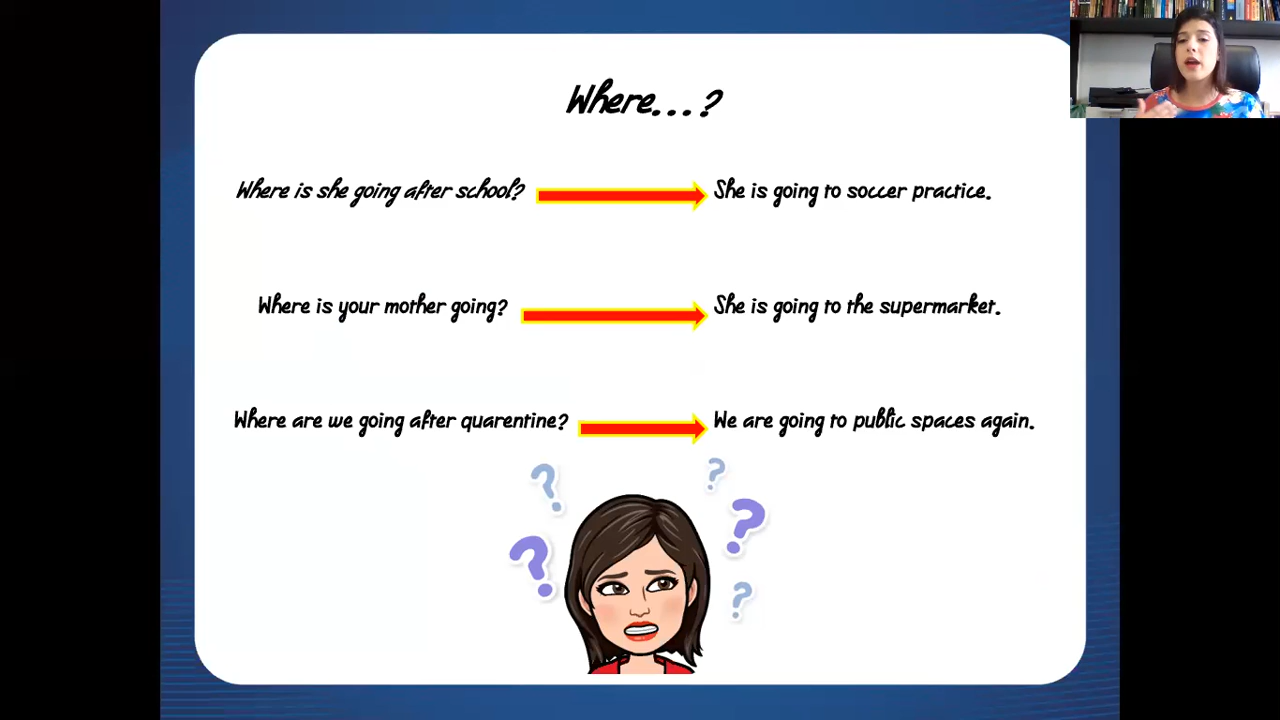 Where...?
Where is she going after school?
She is going to soccer practice.
Where is your mother going?
She is going to the supermarket.
Where are we going after quarentine?
We are going to public spaces again.